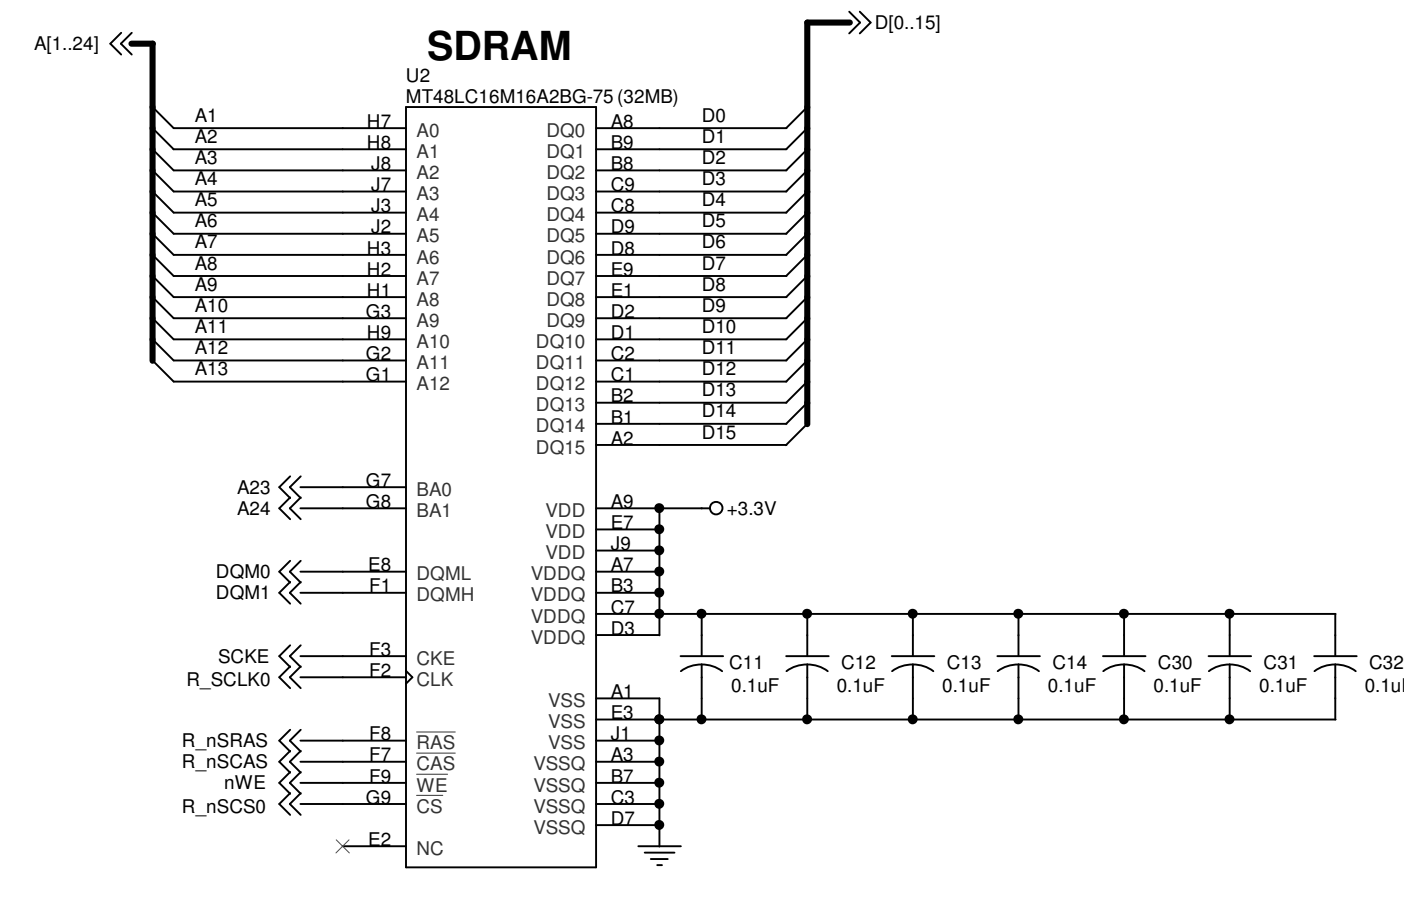 A[1..24]
D[0..15]
SDRAM
U2
MT48LC16M16A2BG-75 (32MB)
A1 H7 A0 DQ0 A8 D0
A2 H8 A1 DQ1 B9 D1
A3 J8 A2 DQ2 B8 D2
A4 J7 A3 DQ3 C9 D3
A5 J3 A4 DQ4 C8 D4
A6 J2 A5 DQ5 D9 D5
A7 H3 A6 DQ6 D8 D6
A8 H2 A7 DQ7 E9 D7
A9 H1 A8 DQ8 E1 D8
A10 G3 A9 DQ9 D2 D9
A11 H9 A10 DQ10 D1 D10
A12 G2 A11 DQ11 C2 D11
A13 G1 A12 DQ12 C1 D12
DQ13 B2 D13
DQ14 B1 D14
DQ15 A2 D15
A23 G7 BA0
A24 G8 BA1 VDD A9 +3.3V
VDD E7
VDD J9
DQM0 E8 DQML VDDQ A7
DQM1 F1 DQMH VDDQ B3
VDDQ C7
VDDQ D3
SCKE F3 CKE C11 C12 C13 C14 C30 C31 C32
R_SCLK0 F2 CLK 0.1uF 0.1uF 0.1uF 0.1uF 0.1uF 0.1uF 0.1u
VSS A1
VSS E3
R_nSRAS F8 RAS VSS J1
R_nSCAS F7 CAS VSSQ A3
nWE F9 WE VSSQ B7
R_nSCS0 G9 CS VSSQ C3
VSSQ D7
E2 NC